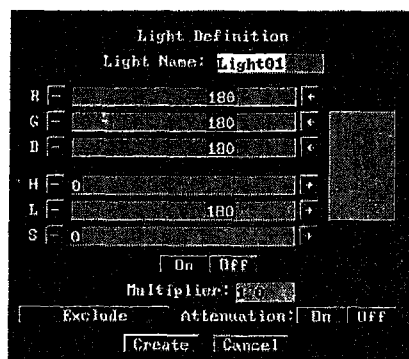 Light Definition
Light Name: Light01
R - 180 +
G - 180 +
B - 180 +
H - 0 +
L - 180 +
S - 0 +
On Off
Multiplier:
Exclude Attenuation: On Off
Create Cancel